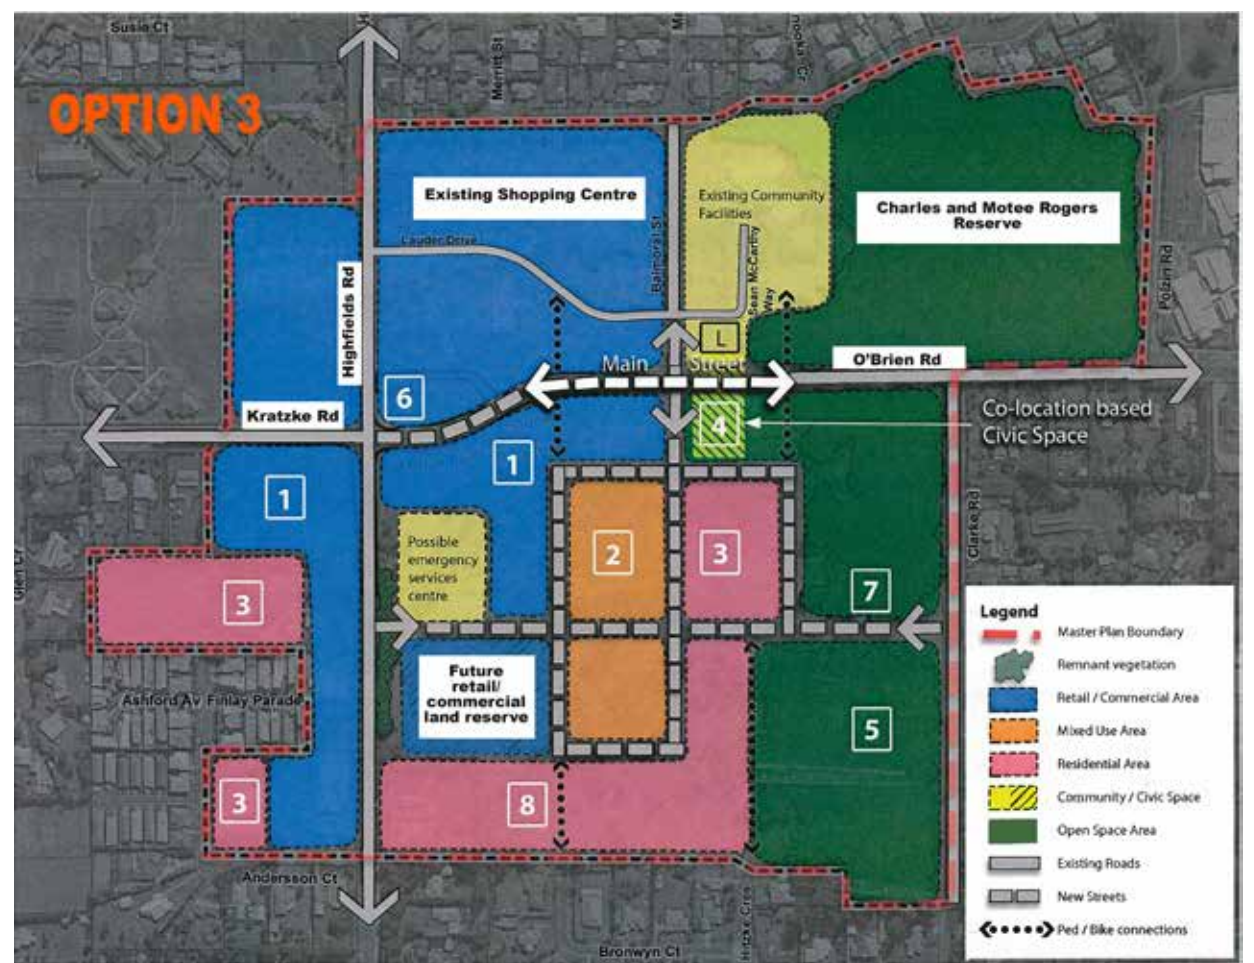 Susie Ct
Merritt St
OPTION 3
Existing Shopping Centre
Existing Community
Facilities
Charles and Motee Rogers
Reserve
Lauder Drive
Balmoral St
Sean McCarthy
Way
Polzin Rd
Highfields Rd
L
Main Street
O'Brien Rd
6
Kratzke Rd
4
Co-location based
Civic Space
1
1
Possible
emergency
services
centre
2
3
Clarke Rd
3
7
Future
retail/
commercial
land reserve
Ashford Av
Finlay Parade
5
3
8
Andersson Ct
Bronwyn Ct
Legend
Master Plan Boundary
Remnant vegetation
Retail / Commercial Area
Mixed Use Area
Residential Area
Community / Civic Space
Open Space Area
Existing Roads
New Streets
Ped / Bike connections